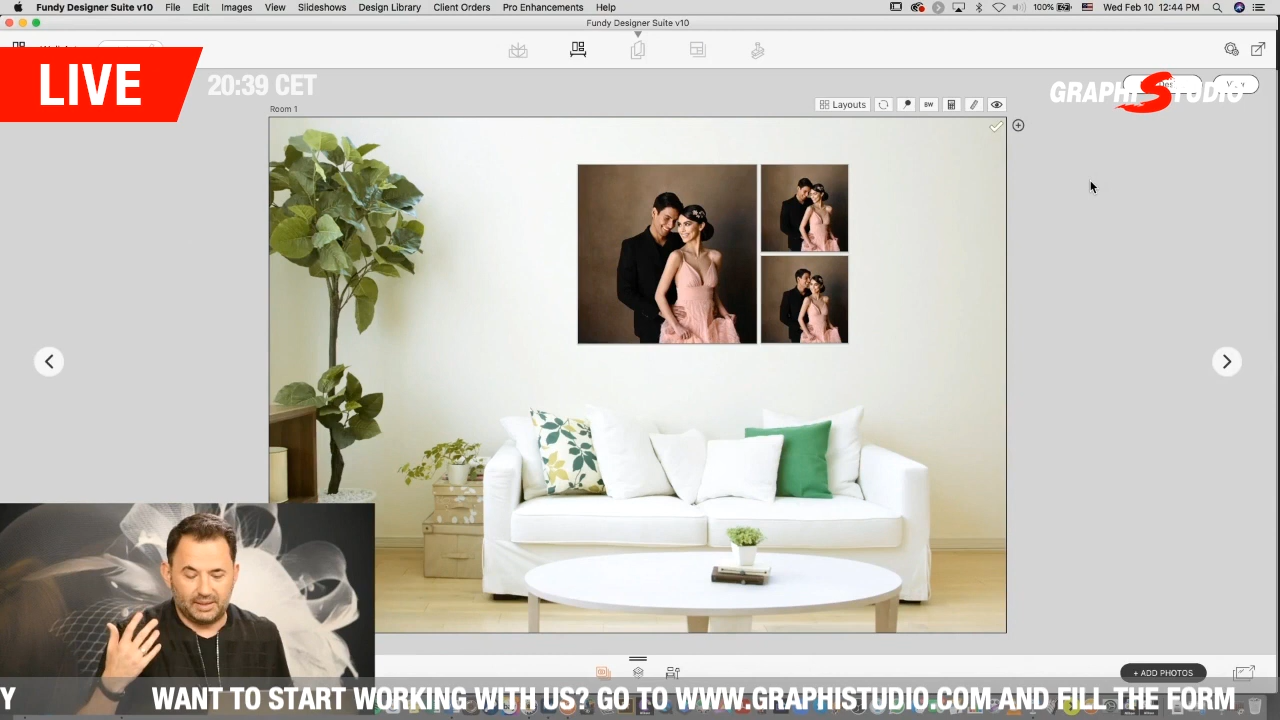 Fundy Designer Suite v10 File Edit Images View Slideshows Design Library Client Orders Pro Enhancements Help 100% Wed Feb 10 12:44 PM
Fundy Designer Suite v10
LIVE
20:39 CET
GRAPHISTUDIO
Room 1
Layouts BW
+ ADD PHOTOS
Y WANT TO START WORKING WITH US? GO TO WWW.GRAPHISTUDIO.COM AND FILL THE FORM